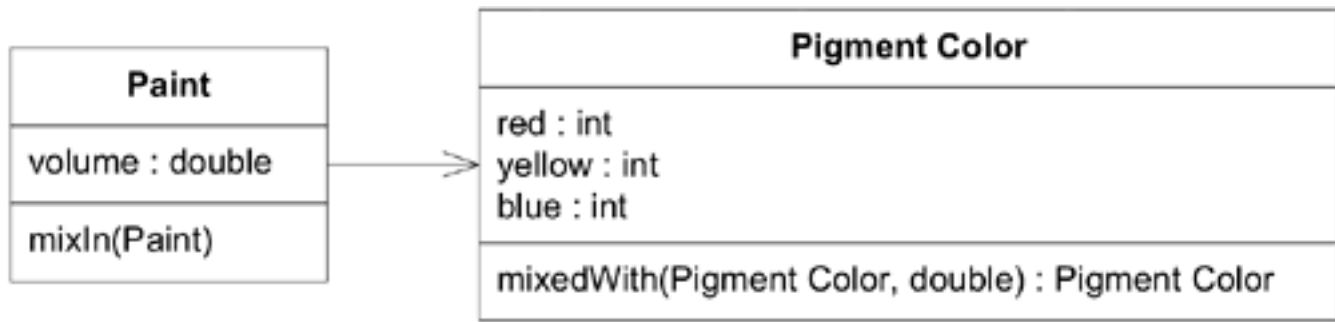 Paint
volume : double
mixIn(Paint)
Pigment Color
red : int
yellow : int
blue : int
mixedWith(Pigment Color, double) : Pigment Color